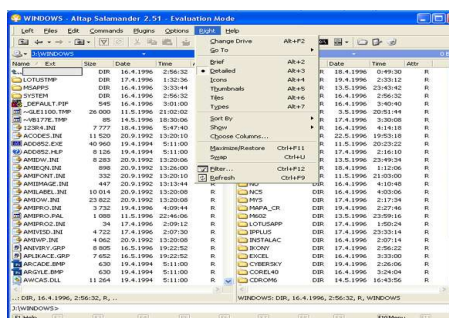 WINDOWS - Altap Salamander 2.51 - Evaluation Mode
Left Files Edit Commands Plugins Options Right Help
J:\WINDOWS
Name Ext Size Date Time
.. DIR 16.4.1996 2:56:32
LOTUSTMP DIR 17.4.1996 1:32:36
MSAPPS DIR 16.4.1996 3:33:44
SYSTEM DIR 16.4.1996 2:56:32
_DEFAULT.PIF 545 16.4.1996 3:01:00
~GLE1100.TMP 26 000 11.5.1996 21:02:02
~VB177E.TMP 85 14.5.1996 18:30:06
123R4.INI 7 777 18.4.1996 5:47:40
ACODES.INI 11 520 20.9.1992 13:20:10
ADD852.EXE 40 960 19.4.1994 5:11:00
ADD852.HLP 8 126 19.4.1994 5:11:00
AMIDW.INI 8 283 20.9.1992 13:20:06
AMIEQN.INI 898 20.9.1992 13:26:00 R
AMIFONT.INI 332 20.9.1992 13:20:10 R
AMIIMAGE.INI 447 20.9.1992 13:13:44 R
AMILABEL.INI 10 014 20.9.1992 13:20:08 R
AMIOW.INI 23 822 20.9.1992 13:20:08 R
AMIPRO.INI 3 732 19.4.1996 4:09:44 R
AMIPRO.PAL 1 088 11.5.1996 22:46:06 R
AMIPRO2.INI 34 17.4.1996 2:09:12 R
AMIVISD.INI 4 722 17.4.1996 2:07:30 R
AMIWP.INI 4 062 20.9.1992 13:20:08 R
ANIVIRY.GRP 8 805 16.5.1996 19:22:52 R
APLIKACE.GRP 7 652 16.5.1996 19:22:52 R
ARCADE.BMP 630 19.4.1994 5:11:00 R
ARGYLE.BMP 630 19.4.1994 5:11:00 R
AWCAS.DLL 11 264 19.4.1994 5:11:00 R
..: DIR, 16.4.1996, 2:56:32, R, ..
Change Drive Alt+F2
Go To
Brief Alt+2
Detailed Alt+3
Icons Alt+4
Thumbnails Alt+5
Tiles Alt+6
Types Alt+7
Sort By
Show
Choose Columns...
Maximize/Restore Ctrl+F11
Swap Ctrl+U
Filter... Ctrl+F12
Refresh Ctrl+F9
Date Time Attr
DIR 18.4.1996 0:49:30 R
DIR 19.4.1996 2:33:12 R
DIR 13.5.1996 23:43:42 R
DIR 16.4.1996 2:56:32 R
DIR 16.4.1996 3:40:40 R
DIR 3.5.1996 20:51:44 R
DIR 17.4.1996 3:30:08 R
DIR 16.4.1996 4:14:18 R
DIR 22.5.1996 19:53:18 R
DIR 11.5.1996 20:23:22 R
DIR 17.4.1996 2:16:10 R
DIR 13.5.1996 23:49:34 R
DIR 18.4.1996 1:12:06 R
DIR 11.5.1996 21:03:00 R
NU DIR 16.4.1996 4:10:48 R
NC5 DIR 16.4.1996 4:03:06 R
MYS DIR 17.4.1996 2:17:34 R
MAPA_CR DIR 19.4.1996 2:27:46 R
M602 DIR 13.5.1996 23:59:16 R
LOTUSAPP DIR 17.4.1996 1:50:24 R
IPPLUS DIR 17.4.1996 23:33:14 R
INSTALAC DIR 16.4.1996 2:07:14 R
IKONY DIR 17.4.1996 2:56:22 R
EXCEL DIR 16.4.1996 3:33:00 R
CYBERSKY DIR 19.4.1996 2:26:06 R
COREL40 DIR 16.4.1996 3:24:04 R
CDROM6 DIR 14.5.1996 16:43:56 R
WINDOWS: DIR, 16.4.1996, 2:56:32, R, WINDOWS
J:\WINDOWS>